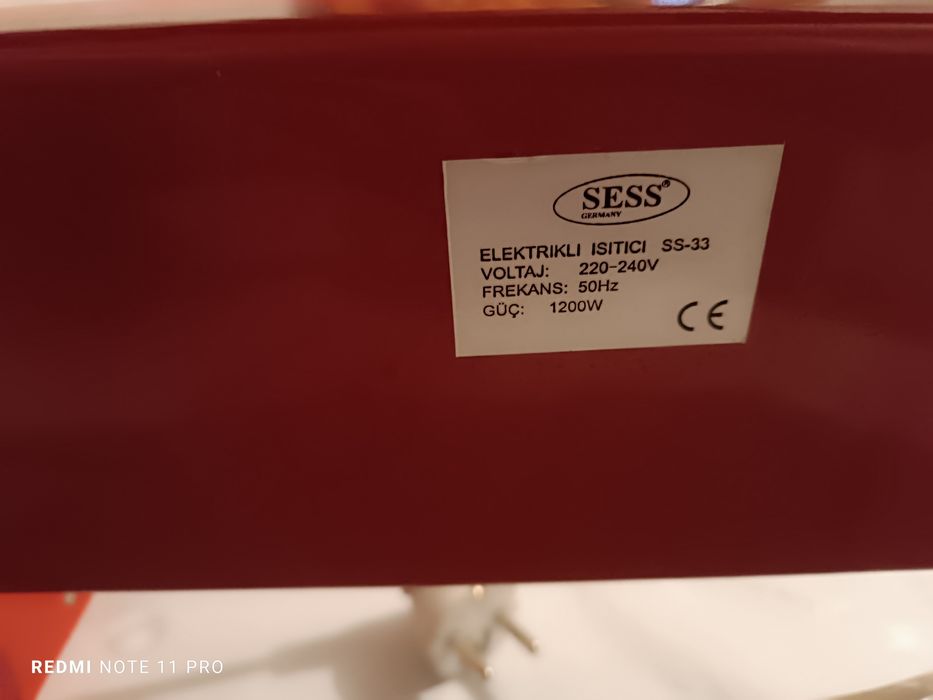 SESS®
GERMANY
ELEKTRIKLI ISITICI SS-33
VOLTAJ: 220-240V
FREKANS: 50Hz
GÜÇ: 1200W
CE
REDMI NOTE 11 PRO